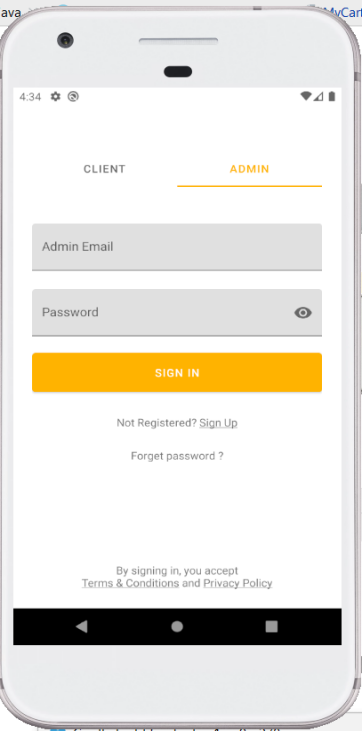 ava
MyCart
4:34
CLIENT
ADMIN
Admin Email
Password
SIGN IN
Not Registered? Sign Up
Forget password ?
By signing in, you accept
Terms & Conditions and Privacy Policy